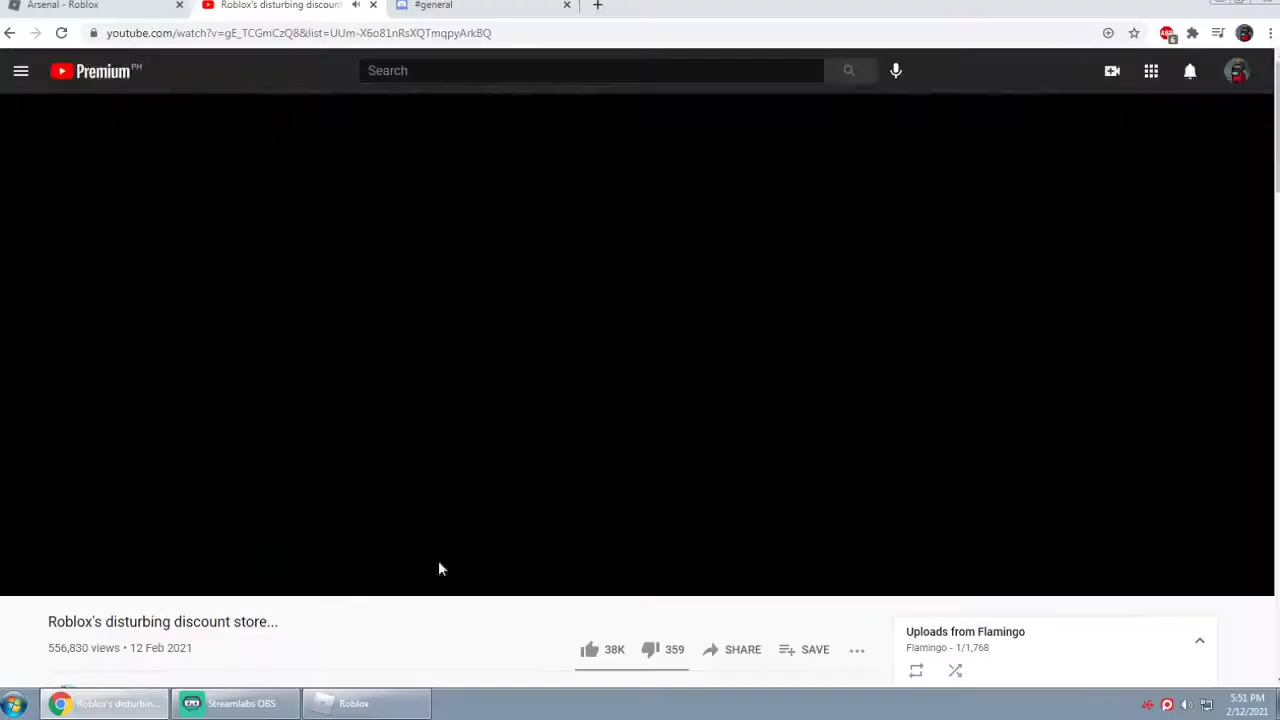 Arsenal - Roblox
Roblox's disturbing discount
#general
youtube.com/watch?v=gE_TCGmCzQ8&list=UUm-X6o81nRsXQTmqpyArkBQ
Premium PH
Search
ABP
6
Roblox's disturbing discount store...
556,830 views • 12 Feb 2021
38K
359
SHARE
SAVE
Uploads from Flamingo
Flamingo - 1/1,768
Roblox's disturbin...
Streamlabs OBS
Roblox
5:51 PM
2/12/2021